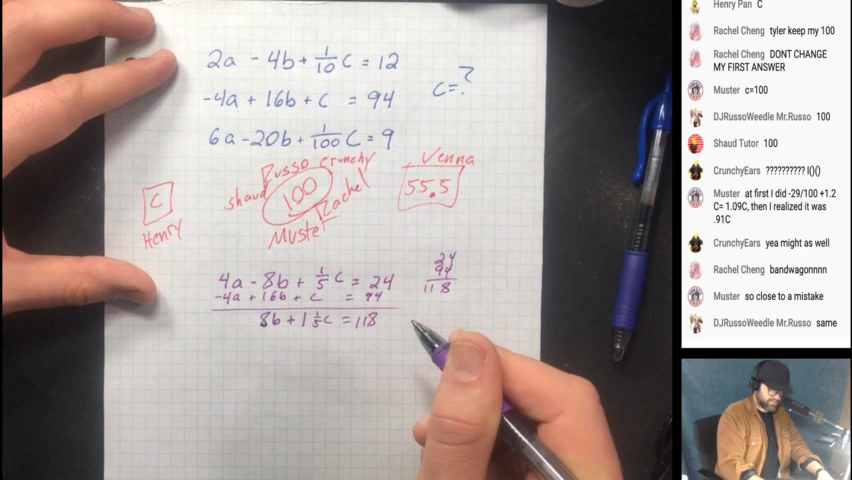 2a - 4b + 1/10 C = 12
-4a + 16b + C = 94
6a - 20b + 1/100 C = 9
C = ?
Russo Crunchy
shaud 100 Rachel
Muster
Venna
55.5
C
Henry
24
94
118
4a - 8b + 1/5 C = 24
-4a + 16b + C = 94
8b + 1 1/5 C = 118
Henry Pan C
Rachel Cheng tyler keep my 100
Rachel Cheng DONT CHANGE
MY FIRST ANSWER
Muster c=100
DJRussoWeedle Mr.Russo 100
Shaud Tutor 100
CrunchyEars ?????????? I()()
Muster at first I did -29/100 +1.2
C= 1.09C, then I realized it was
.91C
CrunchyEars yea might as well
Rachel Cheng bandwagonnnn
Muster so close to a mistake
DJRussoWeedle Mr.Russo same